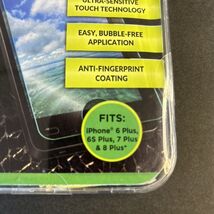 ULTRA-SENSITIVE
TOUCH TECHNOLOGY
EASY, BUBBLE-FREE
APPLICATION
ANTI-FINGERPRINT
COATING
FITS:
iPhone® 6 Plus,
6S Plus, 7 Plus
& 8 Plus*